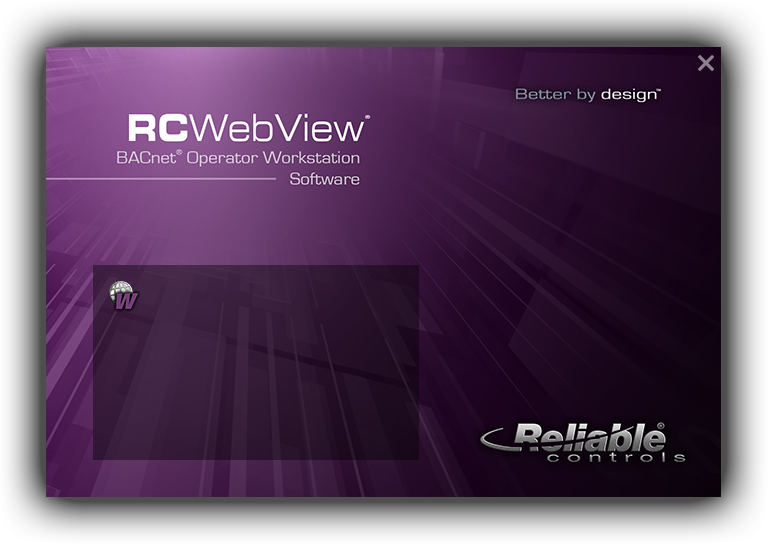 Better by design™
RCWebView®
BACnet® Operator Workstation
Software
W
Reliable®
controls